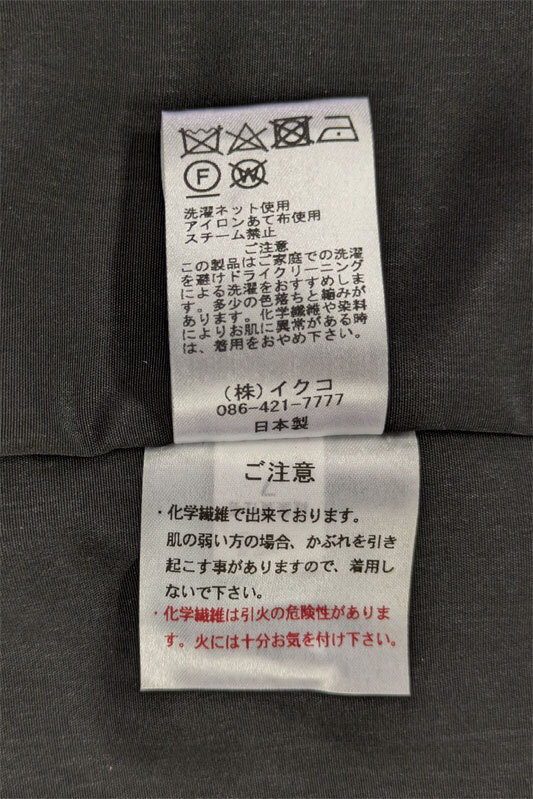 F W
洗濯ネット使用
アイロンあて布使用
スチーム禁止
ご注意
この製品はご家庭での洗濯
を避けドライクリーニング
による洗濯をおすすめしま
す。多少の色落ちと縮みが
あります。化学繊維や染料
によりお肌に異常がある時
は、着用をおやめ下さい。
（株）イクコ
086-421-7777
日本製
ご注意
・化学繊維で出来ております。
肌の弱い方の場合、かぶれを引き
起こす事がありますので、着用し
ないで下さい。
・化学繊維は引火の危険性がありま
す。火には十分お気を付け下さい。